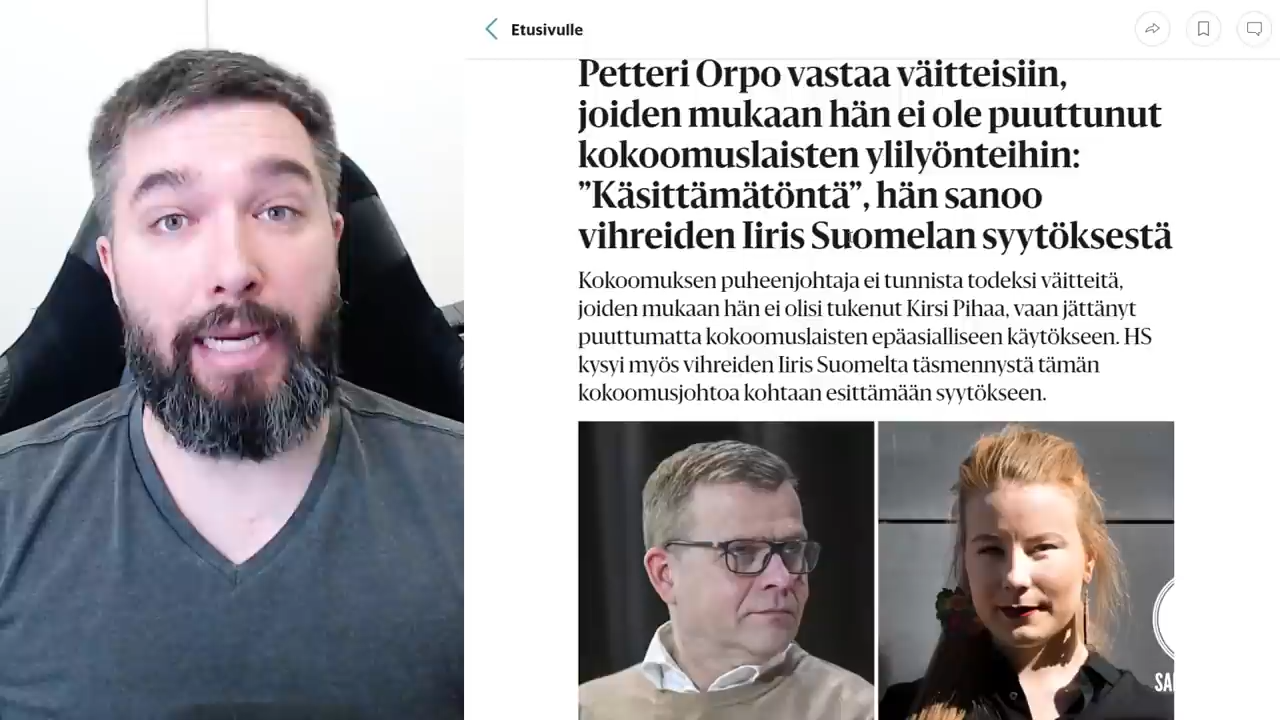 Etusivulle
Petteri Orpo vastaa väitteisiin,
joiden mukaan hän ei ole puuttunut
kokoomuslaisten ylilyönteihin:
”Käsittämätöntä”, hän sanoo
vihreiden Iiris Suomelan syytöksestä
Kokoomuksen puheenjohtaja ei tunnista todeksi väitteitä,
joiden mukaan hän ei olisi tukenut Kirsi Pihaa, vaan jättänyt
puuttumatta kokoomuslaisten epäasialliseen käytökseen. HS
kysyi myös vihreiden Iiris Suomelta täsmennystä tämän
kokoomusjohtoa kohtaan esittämään syytökseen.